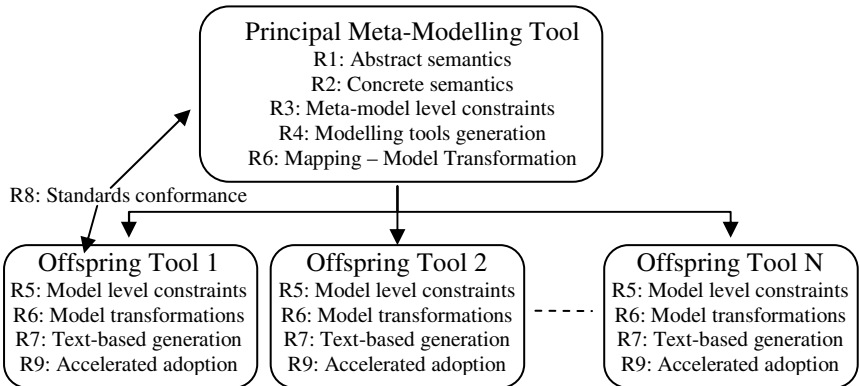 Principal Meta-Modelling Tool
R1: Abstract semantics
R2: Concrete semantics
R3: Meta-model level constraints
R4: Modelling tools generation
R6: Mapping – Model Transformation
R8: Standards conformance
Offspring Tool 1
R5: Model level constraints
R6: Model transformations
R7: Text-based generation
R9: Accelerated adoption
Offspring Tool 2
R5: Model level constraints
R6: Model transformations
R7: Text-based generation
R9: Accelerated adoption
Offspring Tool N
R5: Model level constraints
R6: Model transformations
R7: Text-based generation
R9: Accelerated adoption